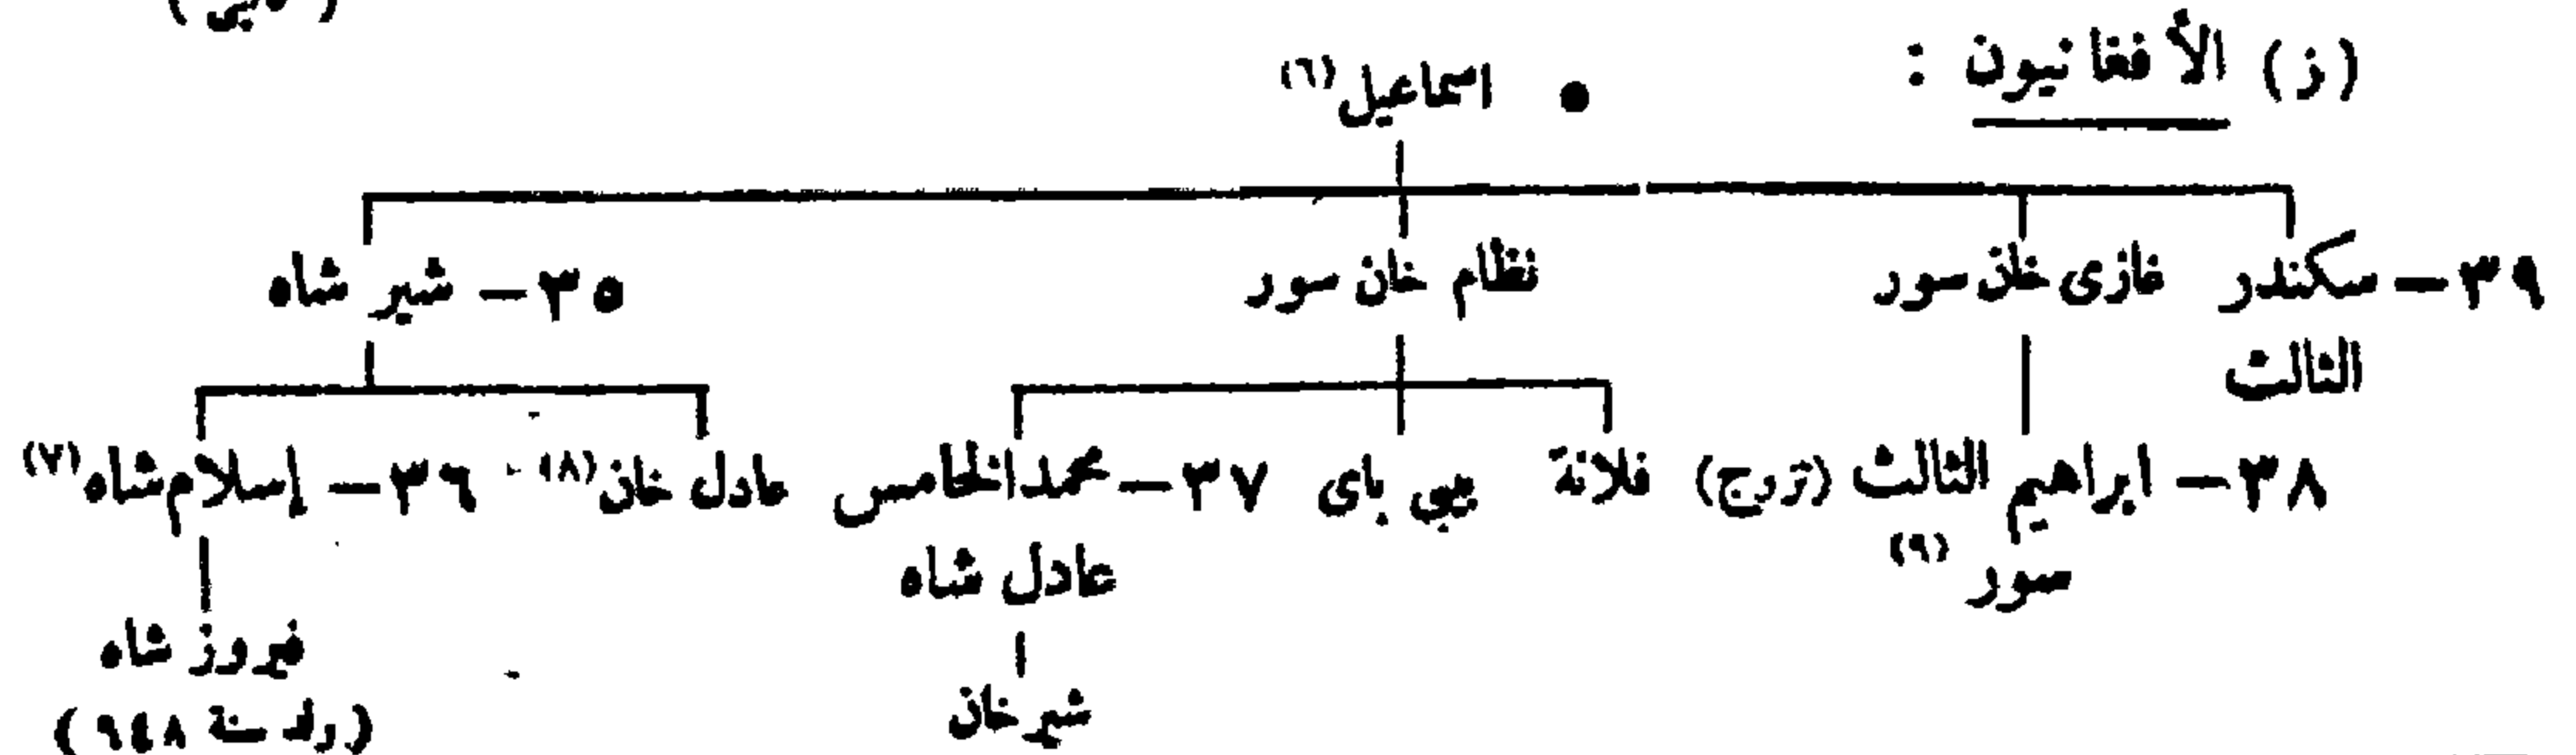 (ز) الأفغانيون :
● اسماعيل (٦)
٣٩ — سكندر الثالث
غازى خان سور
نظام خان سور
٣٥ — شير شاه
٣٨ — ابراهيم الثالث (تزوج) فلانة
سور (٩)
بيبى باى
٣٧ — محمد الخامس
عادل شاه
عادل خان (٨)
٣٦ — إسلام شاه (٧)
شير خان
فيروز شاه
(ولد سنة ٩٤٨)